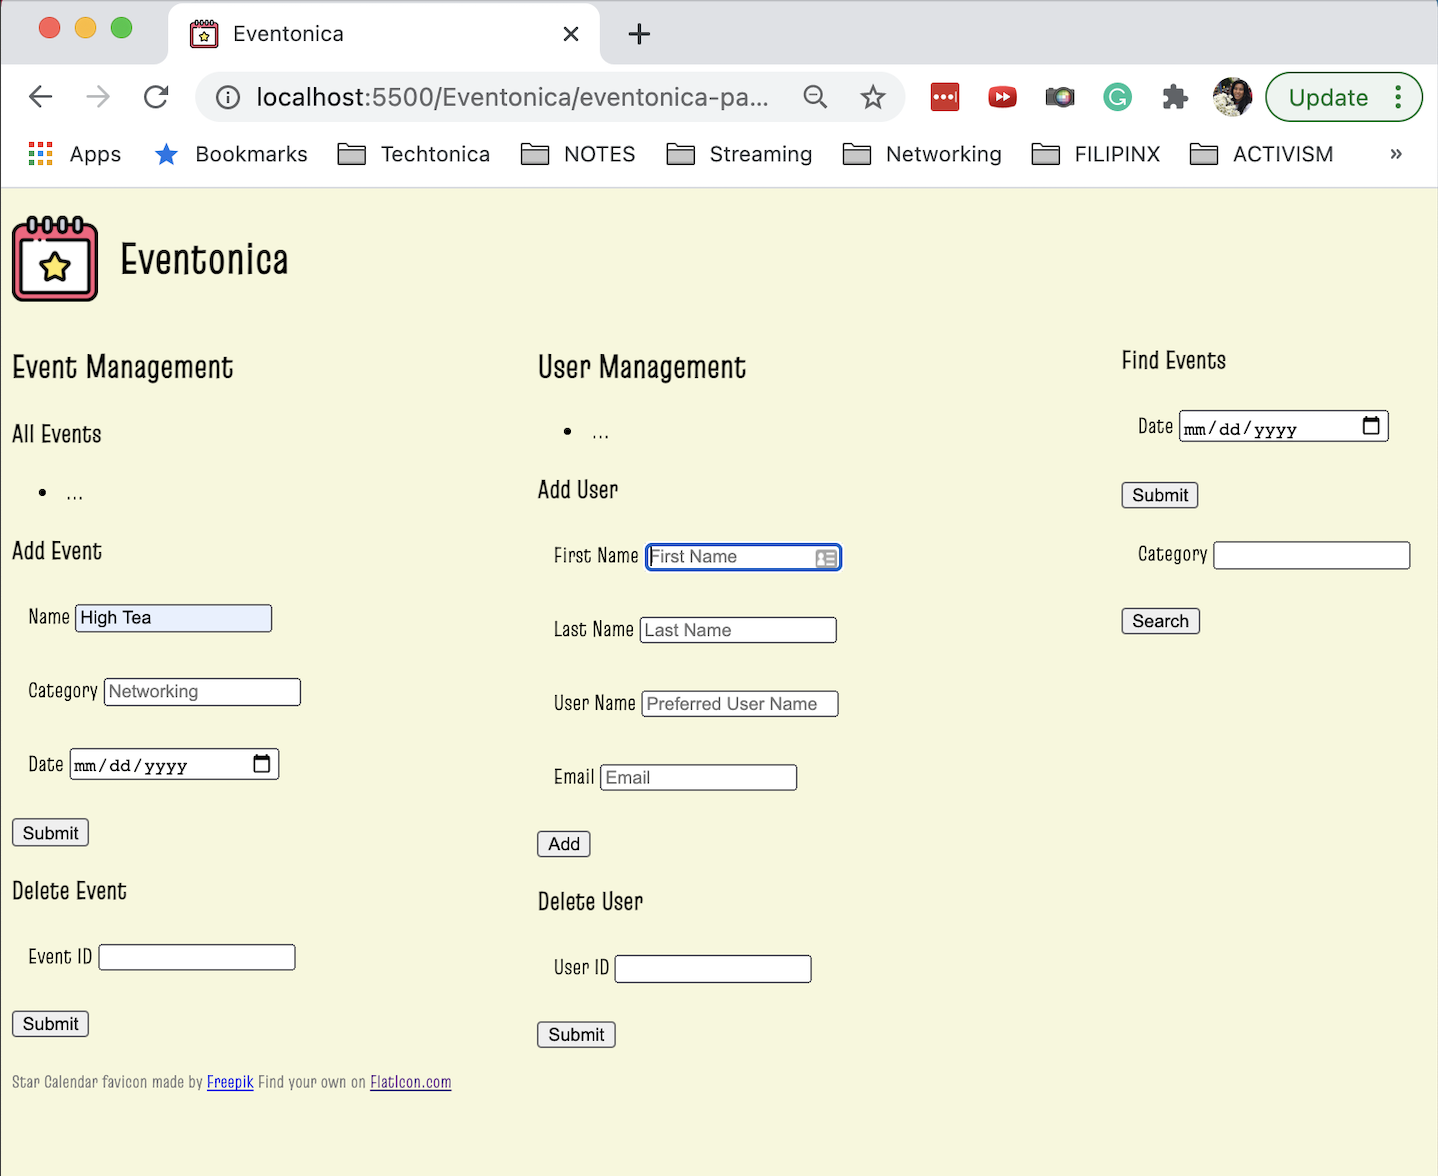 Eventonica
localhost:5500/Eventonica/eventonica-pa...
Update
Apps
Bookmarks
Techtonica
NOTES
Streaming
Networking
FILIPINX
ACTIVISM
»
Eventonica
Event Management
All Events
• ...
Add Event
Name High Tea
Category Networking
Date mm/dd/yyyy
Submit
Delete Event
Event ID
Submit
User Management
• ...
Add User
First Name First Name
Last Name Last Name
User Name Preferred User Name
Email Email
Add
Delete User
User ID
Submit
Find Events
Date mm/dd/yyyy
Submit
Category
Search
Star Calendar favicon made by Freepik Find your own on FlatIcon.com